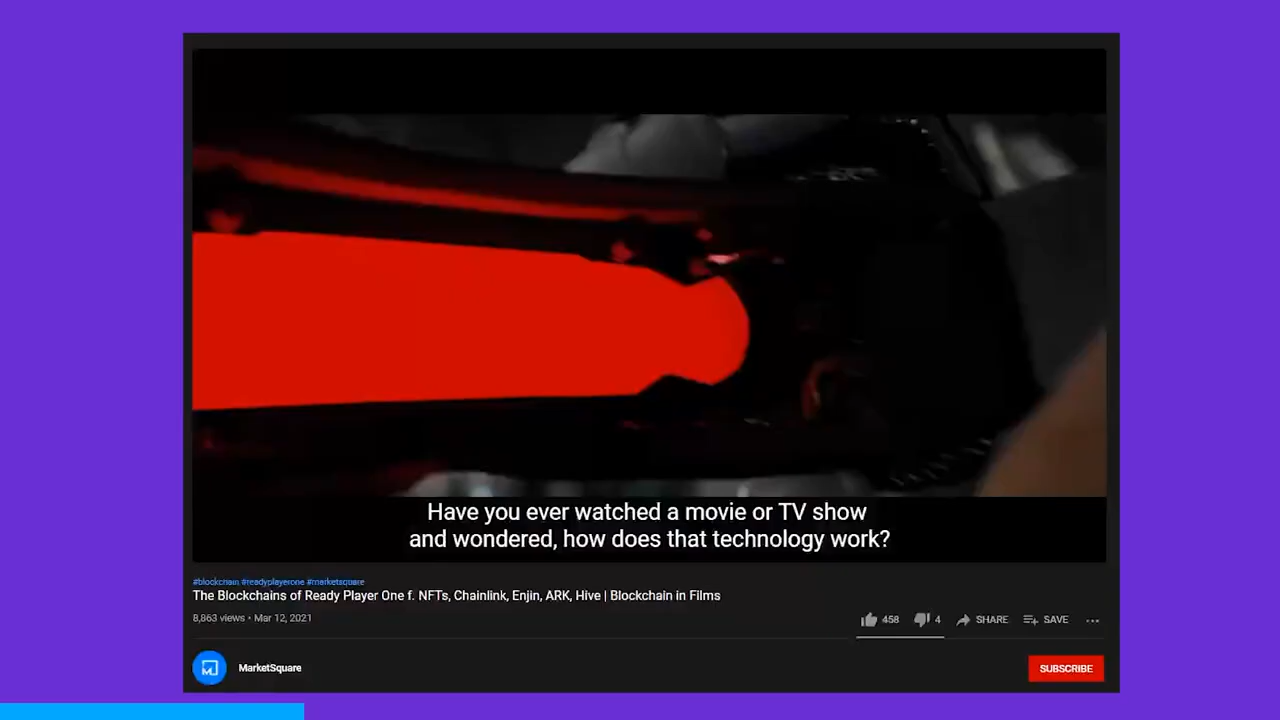 Have you ever watched a movie or TV show
and wondered, how does that technology work?
#blockchain #readyplayerone #marketsquare
The Blockchains of Ready Player One f. NFTs, Chainlink, Enjin, ARK, Hive | Blockchain in Films
8,863 views • Mar 12, 2021
458 4 SHARE SAVE
MarketSquare
SUBSCRIBE